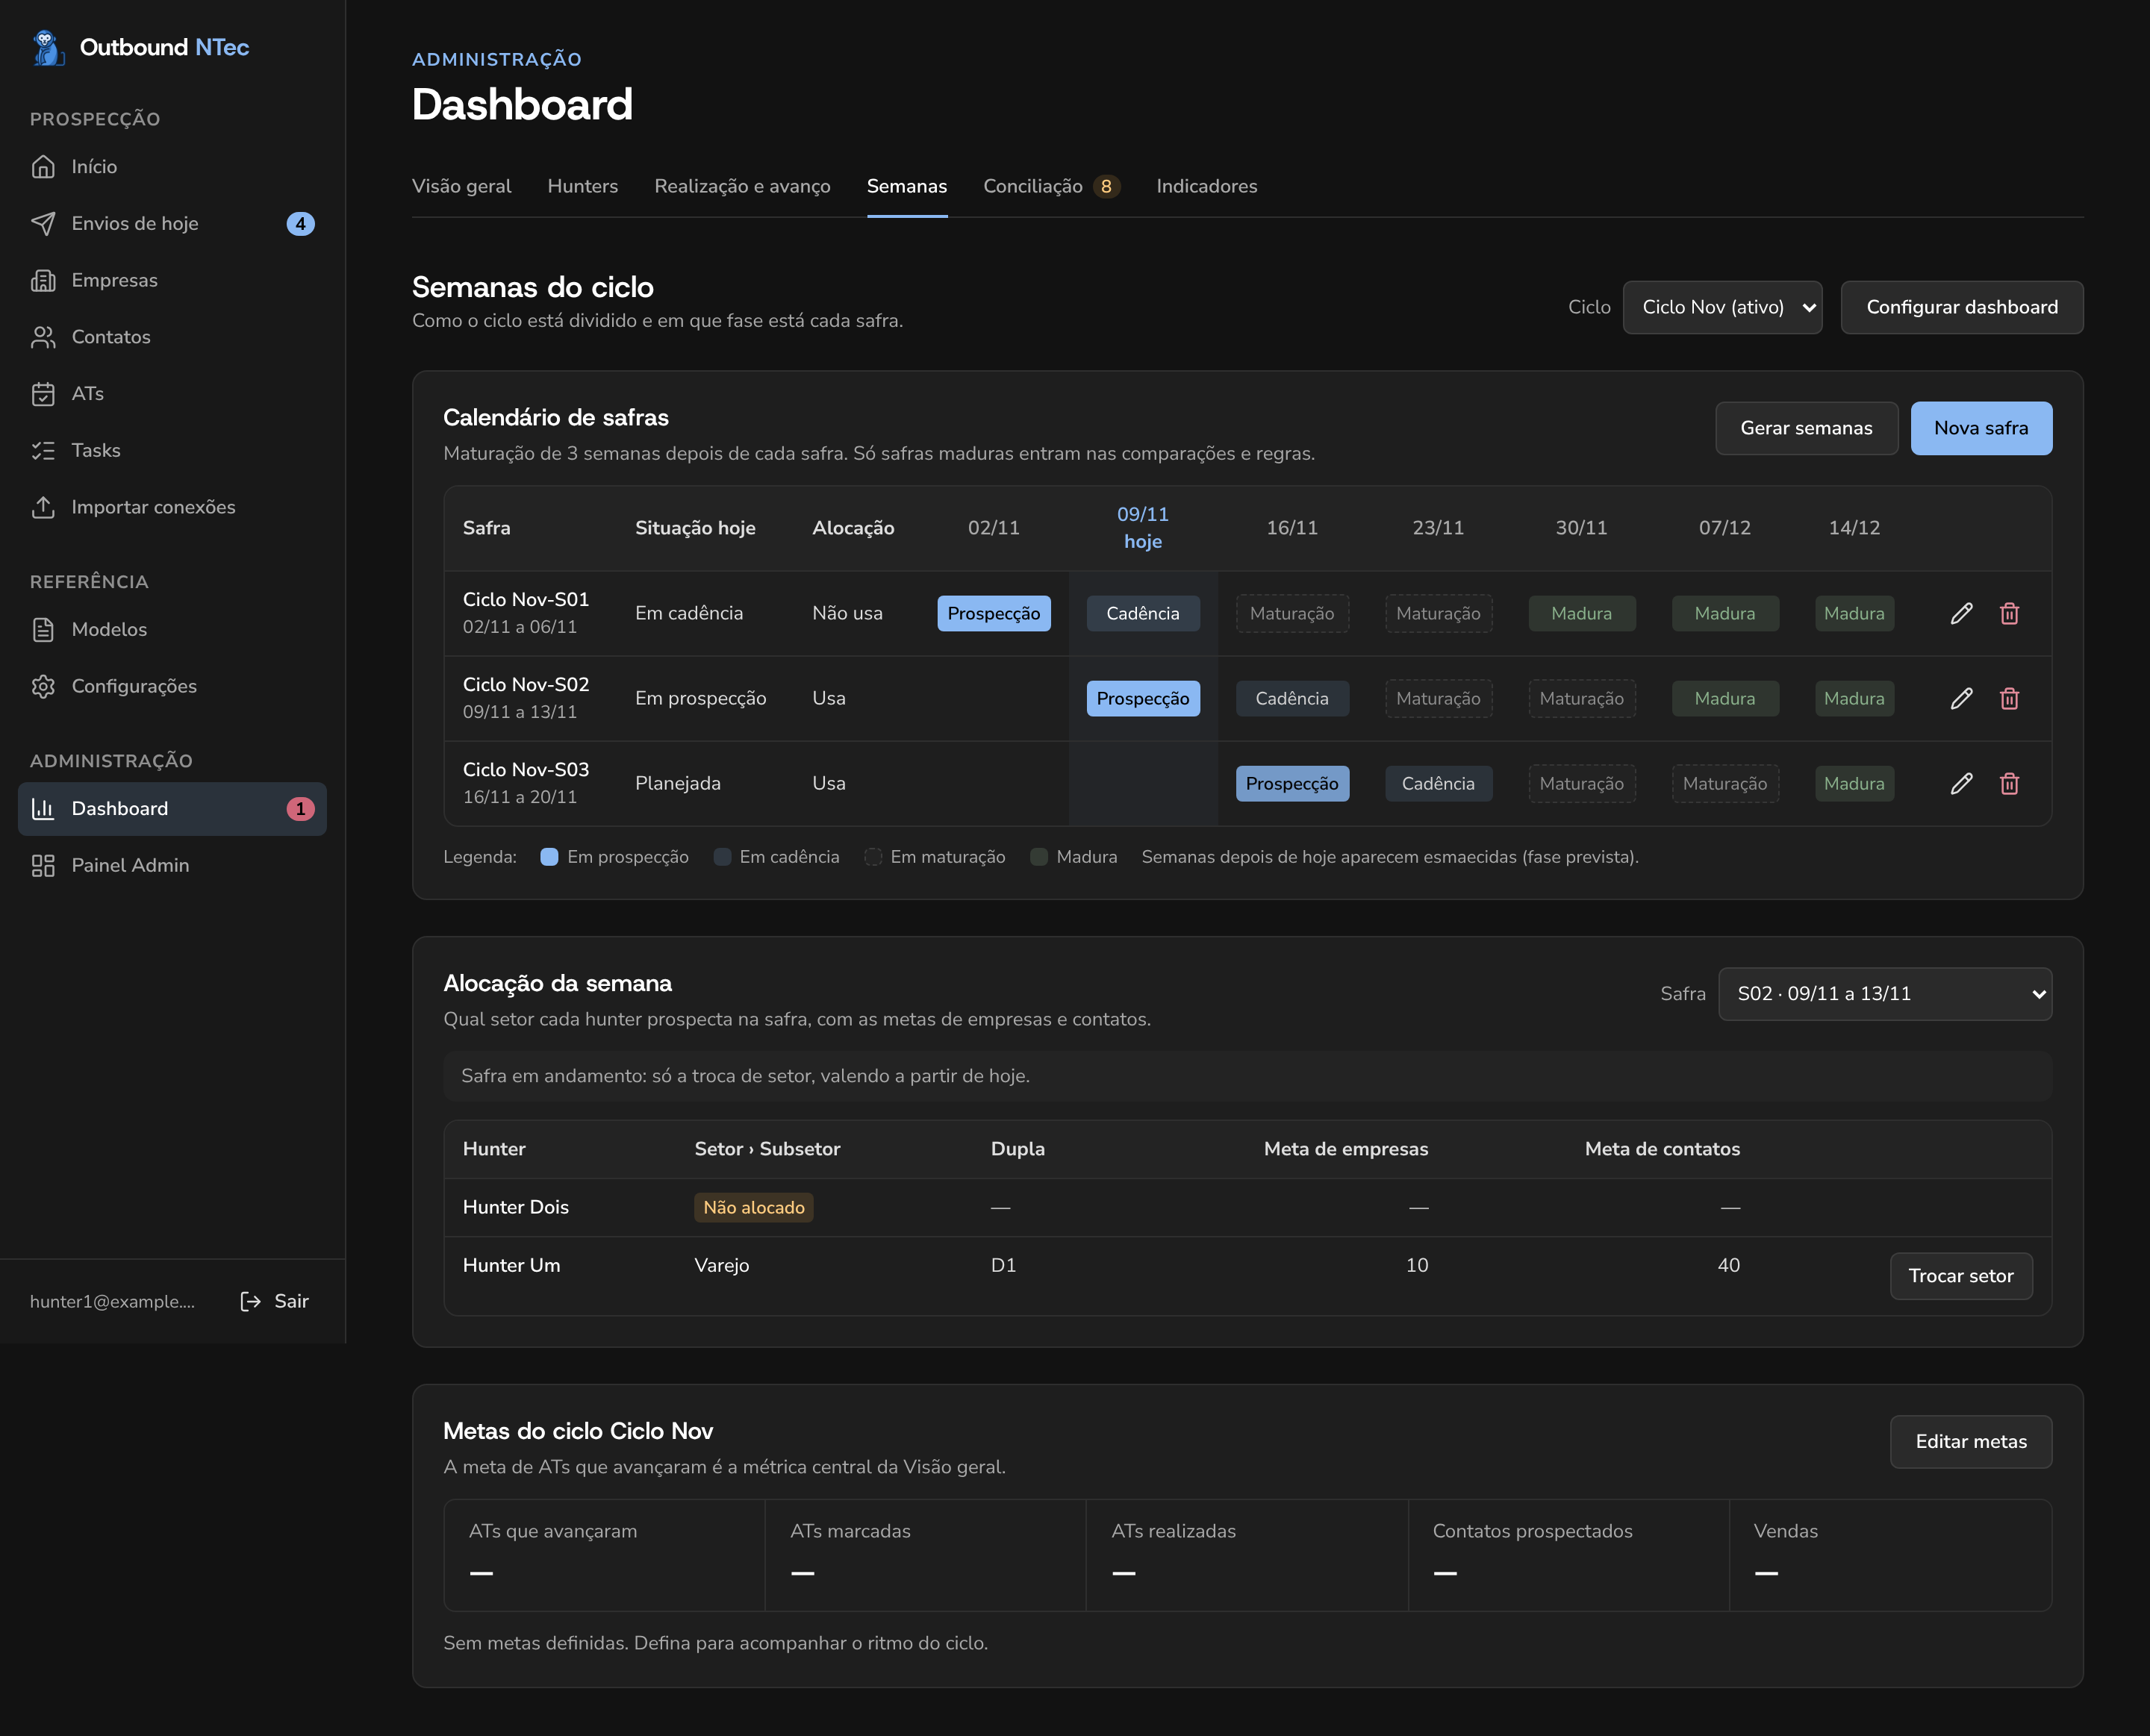 Outbound NTec
PROSPECÇÃO
Início
Envios de hoje 4
Empresas
Contatos
ATs
Tasks
Importar conexões
REFERÊNCIA
Modelos
Configurações
ADMINISTRAÇÃO
Dashboard 1
Painel Admin
hunter1@example.... Sair
ADMINISTRAÇÃO
Dashboard
Visão geral Hunters Realização e avanço Semanas Conciliação 8 Indicadores
Semanas do ciclo
Como o ciclo está dividido e em que fase está cada safra.
Ciclo Ciclo Nov (ativo) Configurar dashboard
Calendário de safras
Maturação de 3 semanas depois de cada safra. Só safras maduras entram nas comparações e regras.
Gerar semanas Nova safra
Safra Situação hoje Alocação 02/11 09/11 hoje 16/11 23/11 30/11 07/12 14/12
Ciclo Nov-S01
02/11 a 06/11
Em cadência Não usa Prospecção Cadência Maturação Maturação Madura Madura Madura
Ciclo Nov-S02
09/11 a 13/11
Em prospecção Usa Prospecção Cadência Maturação Maturação Madura Madura
Ciclo Nov-S03
16/11 a 20/11
Planejada Usa Prospecção Cadência Maturação Maturação Madura
Legenda: Em prospecção Em cadência Em maturação Madura Semanas depois de hoje aparecem esmaecidas (fase prevista).
Alocação da semana
Qual setor cada hunter prospecta na safra, com as metas de empresas e contatos.
Safra S02 · 09/11 a 13/11
Safra em andamento: só a troca de setor, valendo a partir de hoje.
Hunter Setor › Subsetor Dupla Meta de empresas Meta de contatos
Hunter Dois Não alocado — — —
Hunter Um Varejo D1 10 40 Trocar setor
Metas do ciclo Ciclo Nov
A meta de ATs que avançaram é a métrica central da Visão geral.
Editar metas
ATs que avançaram ATs marcadas ATs realizadas Contatos prospectados Vendas
— — — — —
Sem metas definidas. Defina para acompanhar o ritmo do ciclo.